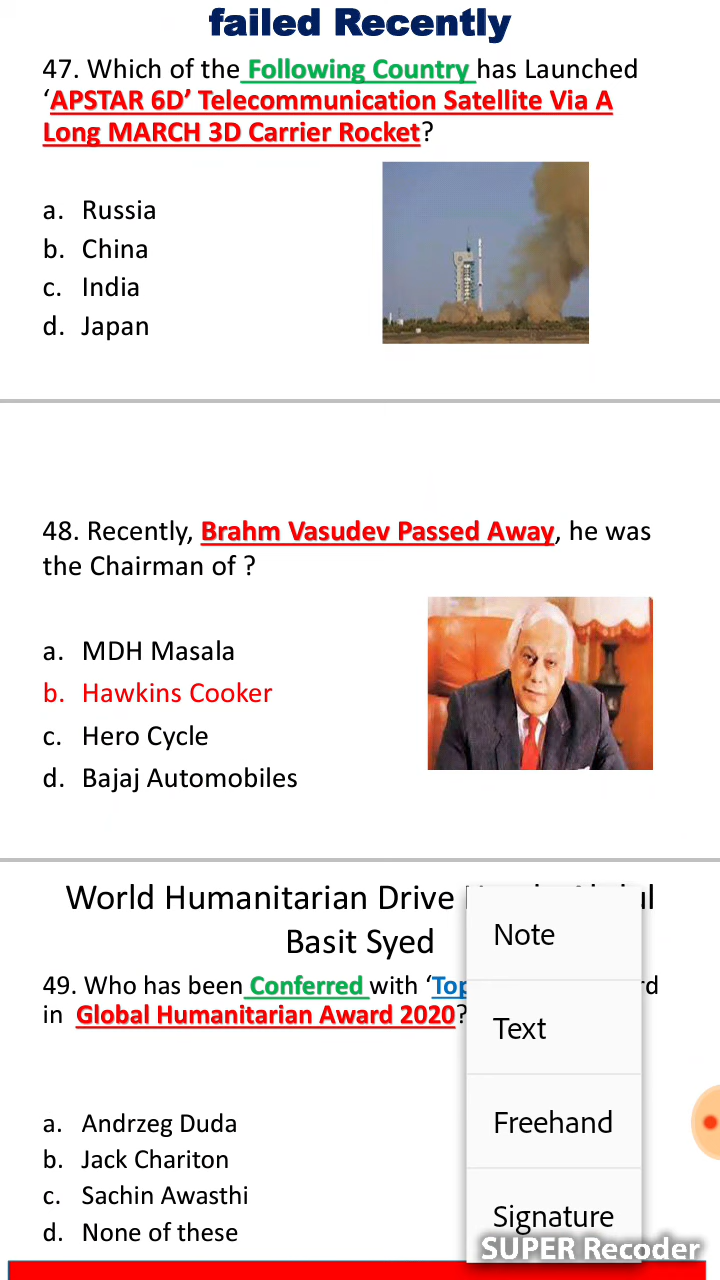 failed Recently
47. Which of the Following Country has Launched
‘APSTAR 6D’ Telecommunication Satellite Via A
Long MARCH 3D Carrier Rocket?
a. Russia
b. China
c. India
d. Japan
48. Recently, Brahm Vasudev Passed Away, he was
the Chairman of ?
a. MDH Masala
b. Hawkins Cooker
c. Hero Cycle
d. Bajaj Automobiles
World Humanitarian Drive
Basit Syed
49. Who has been Conferred with ‘Top
in Global Humanitarian Award 2020?
a. Andrzeg Duda
b. Jack Chariton
c. Sachin Awasthi
d. None of these
Note
Text
Freehand
Signature
SUPER Recoder